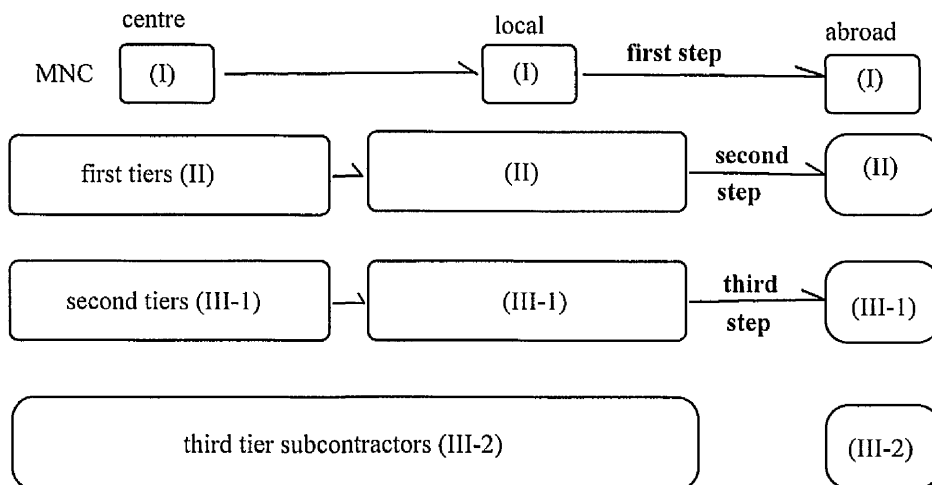 centre
local
abroad
MNC
(I)
(I)
first step
(I)
first tiers (II)
(II)
second
step
(II)
second tiers (III-1)
(III-1)
third
step
(III-1)
third tier subcontractors (III-2)
(III-2)